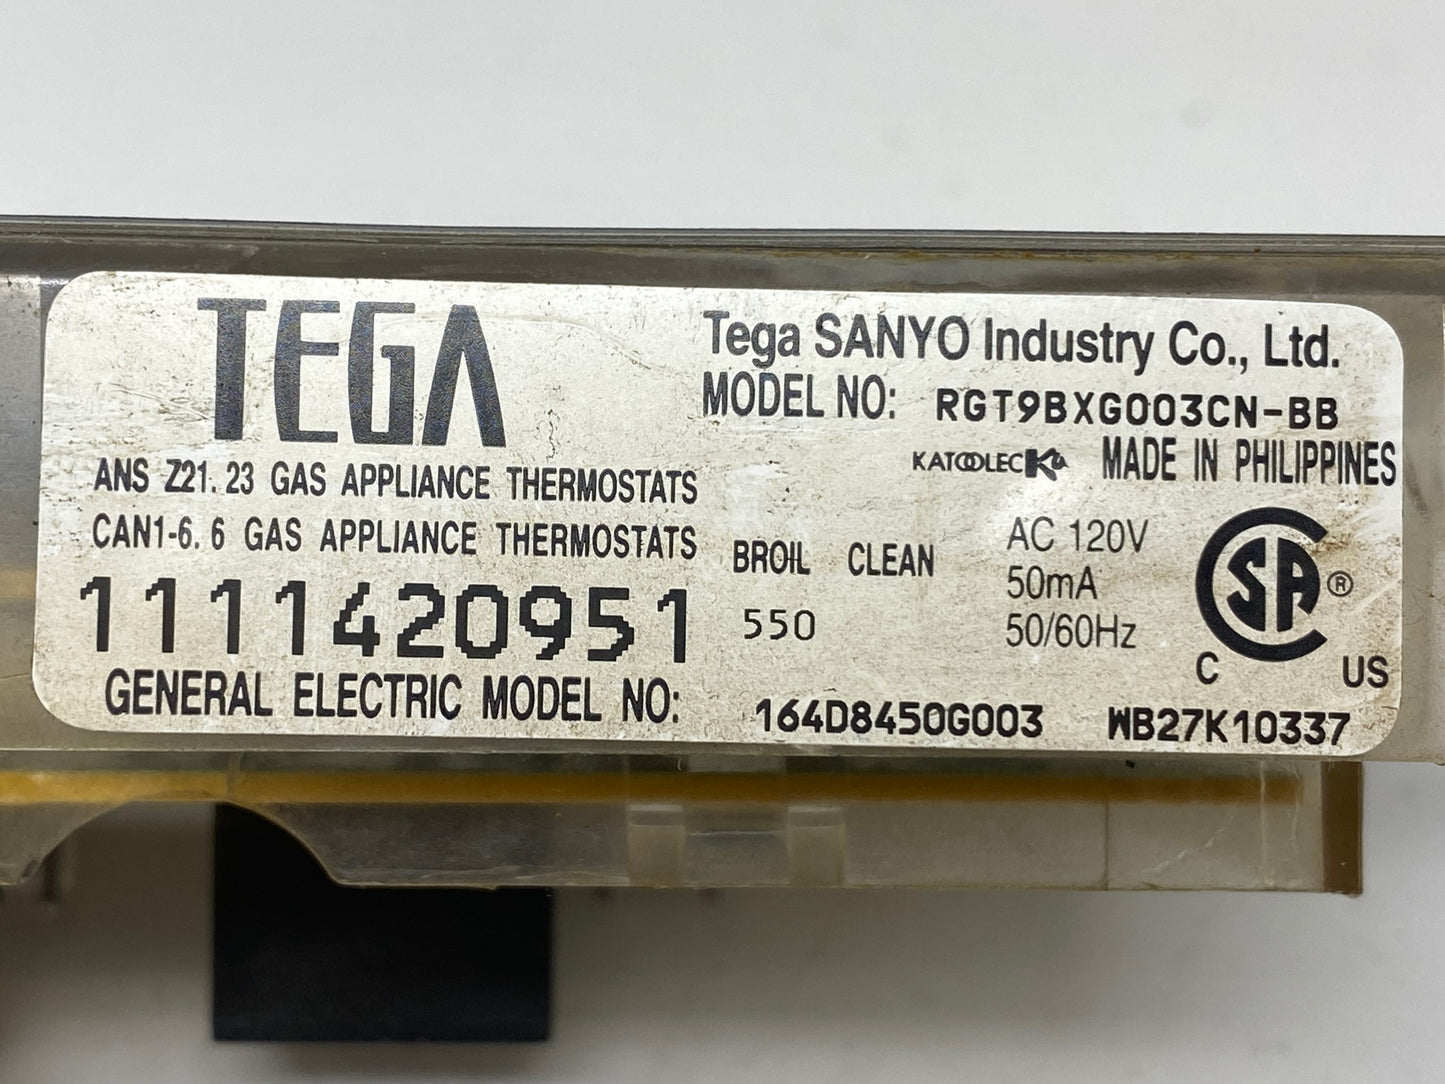 TEGA
ANS Z21.23 GAS APPLIANCE THERMOSTATS
CAN1-6.6 GAS APPLIANCE THERMOSTATS
1111420951
Tega SANYO Industry Co., Ltd.
MODEL NO: RGT9BXG003CN-BB
KATOOLEC K MADE IN PHILIPPINES
BROIL CLEAN
550
AC 120V
50mA
50/60Hz
SA ®
C US
GENERAL ELECTRIC MODEL NO: 164D8450G003 WB27K10337